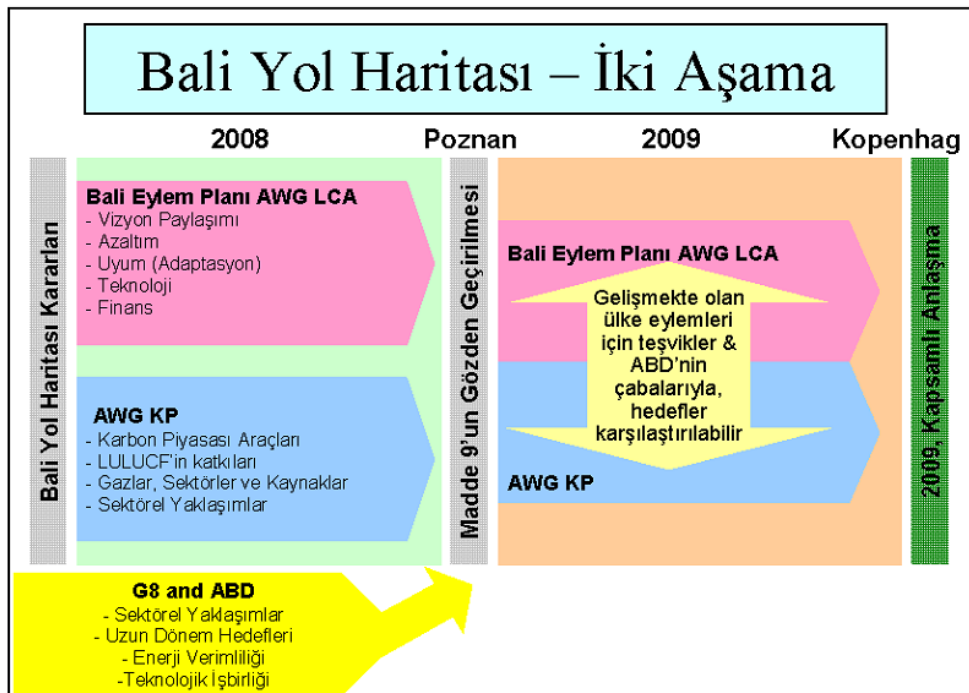 Bali Yol Haritası – İki Aşama
2008
Poznan
2009
Kopenhag
Bali Yol Haritası Kararları
Bali Eylem Planı AWG LCA
- Vizyon Paylaşımı
- Azaltım
- Uyum (Adaptasyon)
- Teknoloji
- Finans
AWG KP
- Karbon Piyasası Araçları
- LULUCF'in katkıları
- Gazlar, Sektörler ve Kaynaklar
- Sektörel Yaklaşımlar
Madde 9'un Gözden Geçirilmesi
Bali Eylem Planı AWG LCA
Gelişmekte olan
ülke eylemleri
için teşvikler &
ABD'nin
çabalarıyla,
hedefler
karşılaştırılabilir
AWG KP
2009, Kapsamlı Anlaşma
G8 and ABD
- Sektörel Yaklaşımlar
- Uzun Dönem Hedefleri
- Enerji Verimliliği
-Teknolojik İşbirliği